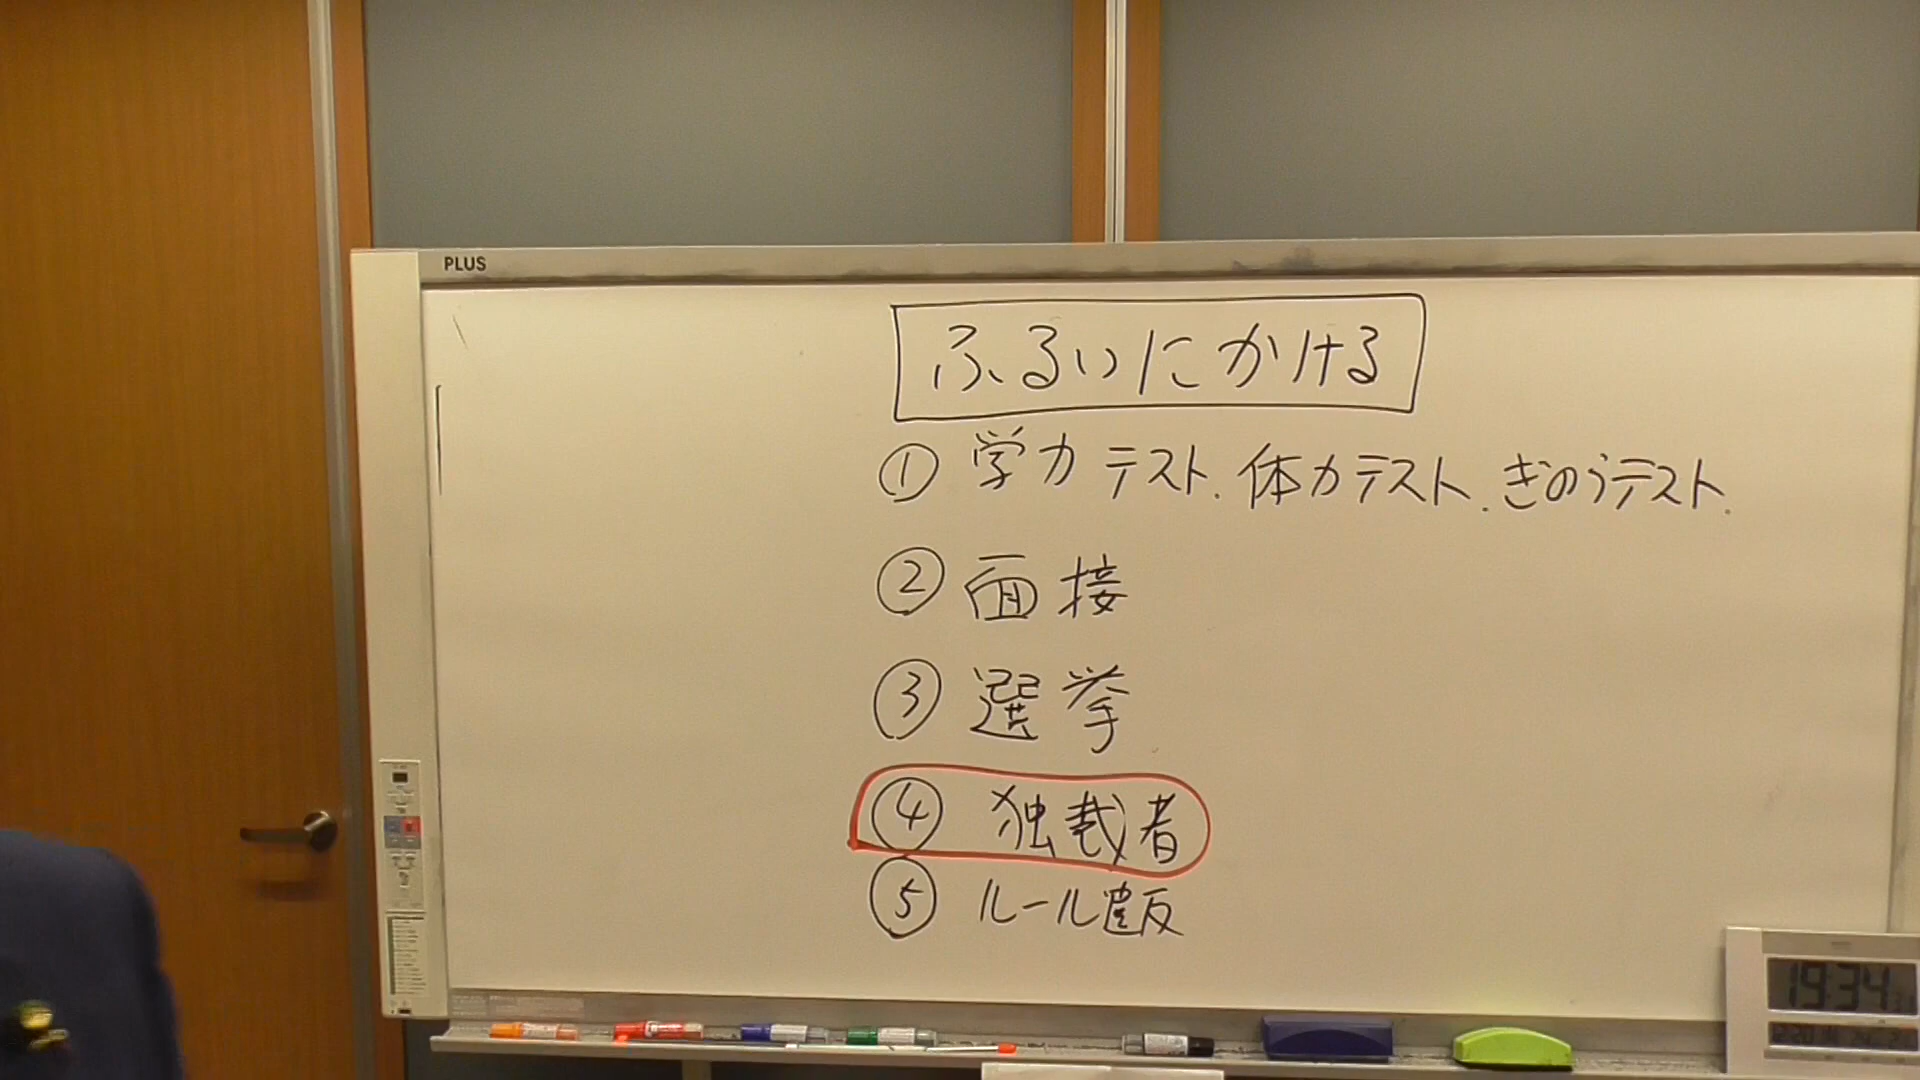 PLUS
ふるいにかける
① 学力テスト. 体力テスト. ぎのうテスト.
② 面接
③ 選挙
④ 独裁者
⑤ ルール違反
19:34